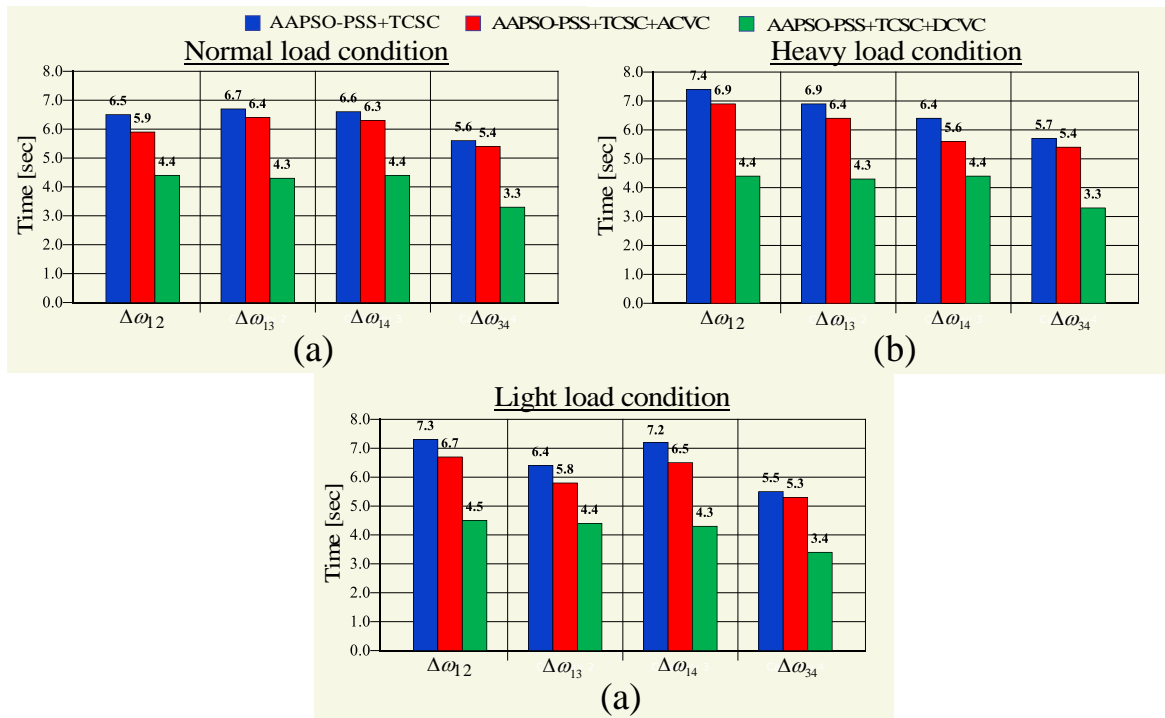 AAPSO-PSS+TCSC AAPSO-PSS+TCSC+ACVC AAPSO-PSS+TCSC+DCVC
Normal load condition
Time [sec]
8.0
7.0
6.0
5.0
4.0
3.0
2.0
1.0
0.0
6.5 5.9 4.4 6.7 6.4 4.3 6.6 6.3 4.4 5.6 5.4 3.3
Δω12 Δω13 Δω14 Δω34
(a)
Heavy load condition
Time [sec]
8.0
7.0
6.0
5.0
4.0
3.0
2.0
1.0
0.0
7.4 6.9 4.4 6.9 6.4 4.3 6.4 5.6 4.4 5.7 5.4 3.3
Δω12 Δω13 Δω14 Δω34
(b)
Light load condition
Time [sec]
8.0
7.0
6.0
5.0
4.0
3.0
2.0
1.0
0.0
7.3 6.7 4.5 6.4 5.8 4.4 7.2 6.5 4.3 5.5 5.3 3.4
Δω12 Δω13 Δω14 Δω34
(a)